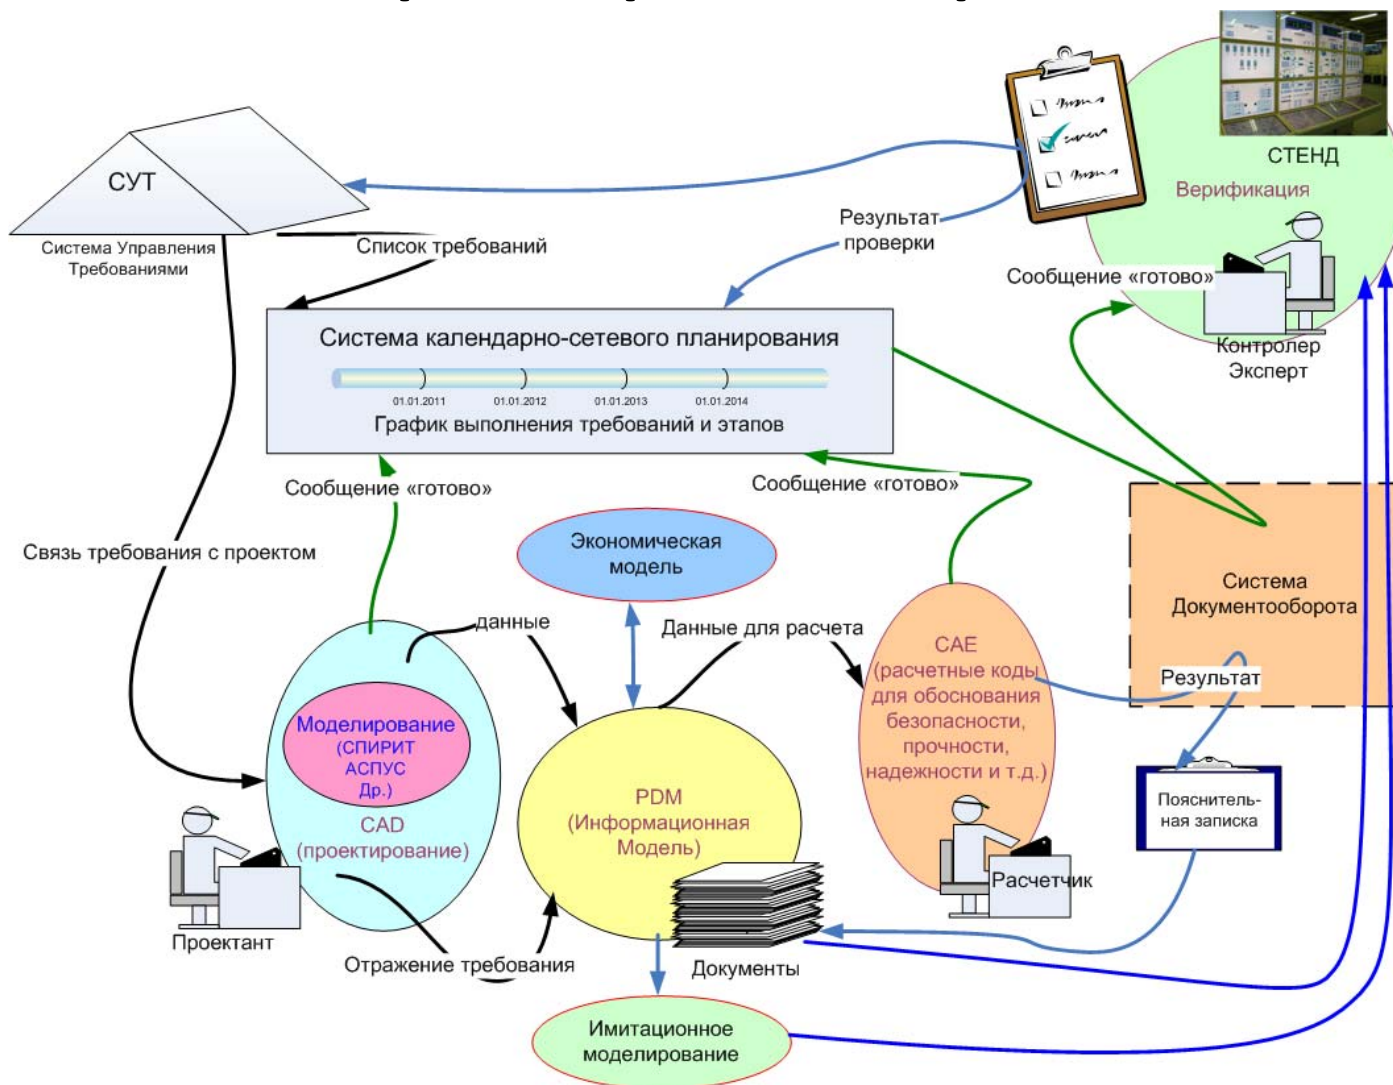 СТЕНД
Верификация
СУТ
Система Управления
Требованиями
Список требований
Результат
проверки
Сообщение «готово»
Контролер
Эксперт
Система календарно-сетевого планирования
01.01.2011
01.01.2012
01.01.2013
01.01.2014
График выполнения требований и этапов
Сообщение «готово»
Сообщение «готово»
Связь требования с проектом
Экономическая
модель
Система
Документооборота
данные
Данные для расчета
CAE
(расчетные коды
для обоснования
безопасности,
прочности,
надежности и т.д.)
Результат
Моделирование
(СПИРИТ
АСПУС
Др.)
CAD
(проектирование)
PDM
(Информационная
Модель)
Пояснитель-
ная записка
Расчетчик
Проектант
Отражение требования
Документы
Имитационное
моделирование